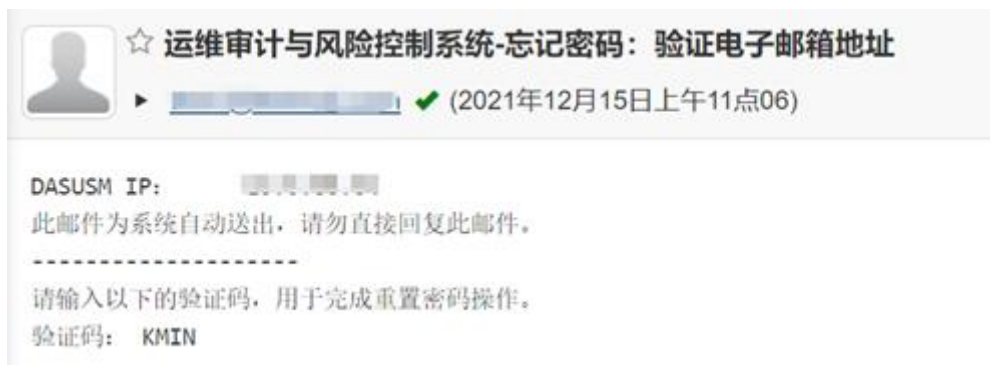 运维审计与风险控制系统-忘记密码：验证电子邮箱地址
(2021年12月15日上午11点06)
DASUSM IP:
此邮件为系统自动送出，请勿直接回复此邮件。
--------------------
请输入以下的验证码，用于完成重置密码操作。
验证码： KMIN